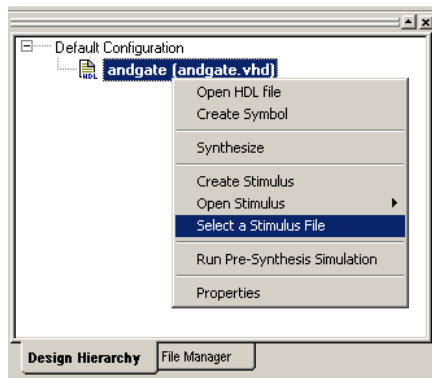 Default Configuration
HDL andgate (andgate.vhd)
Open HDL file
Create Symbol
Synthesize
Create Stimulus
Open Stimulus
Select a Stimulus File
Run Pre-Synthesis Simulation
Properties
Design Hierarchy File Manager